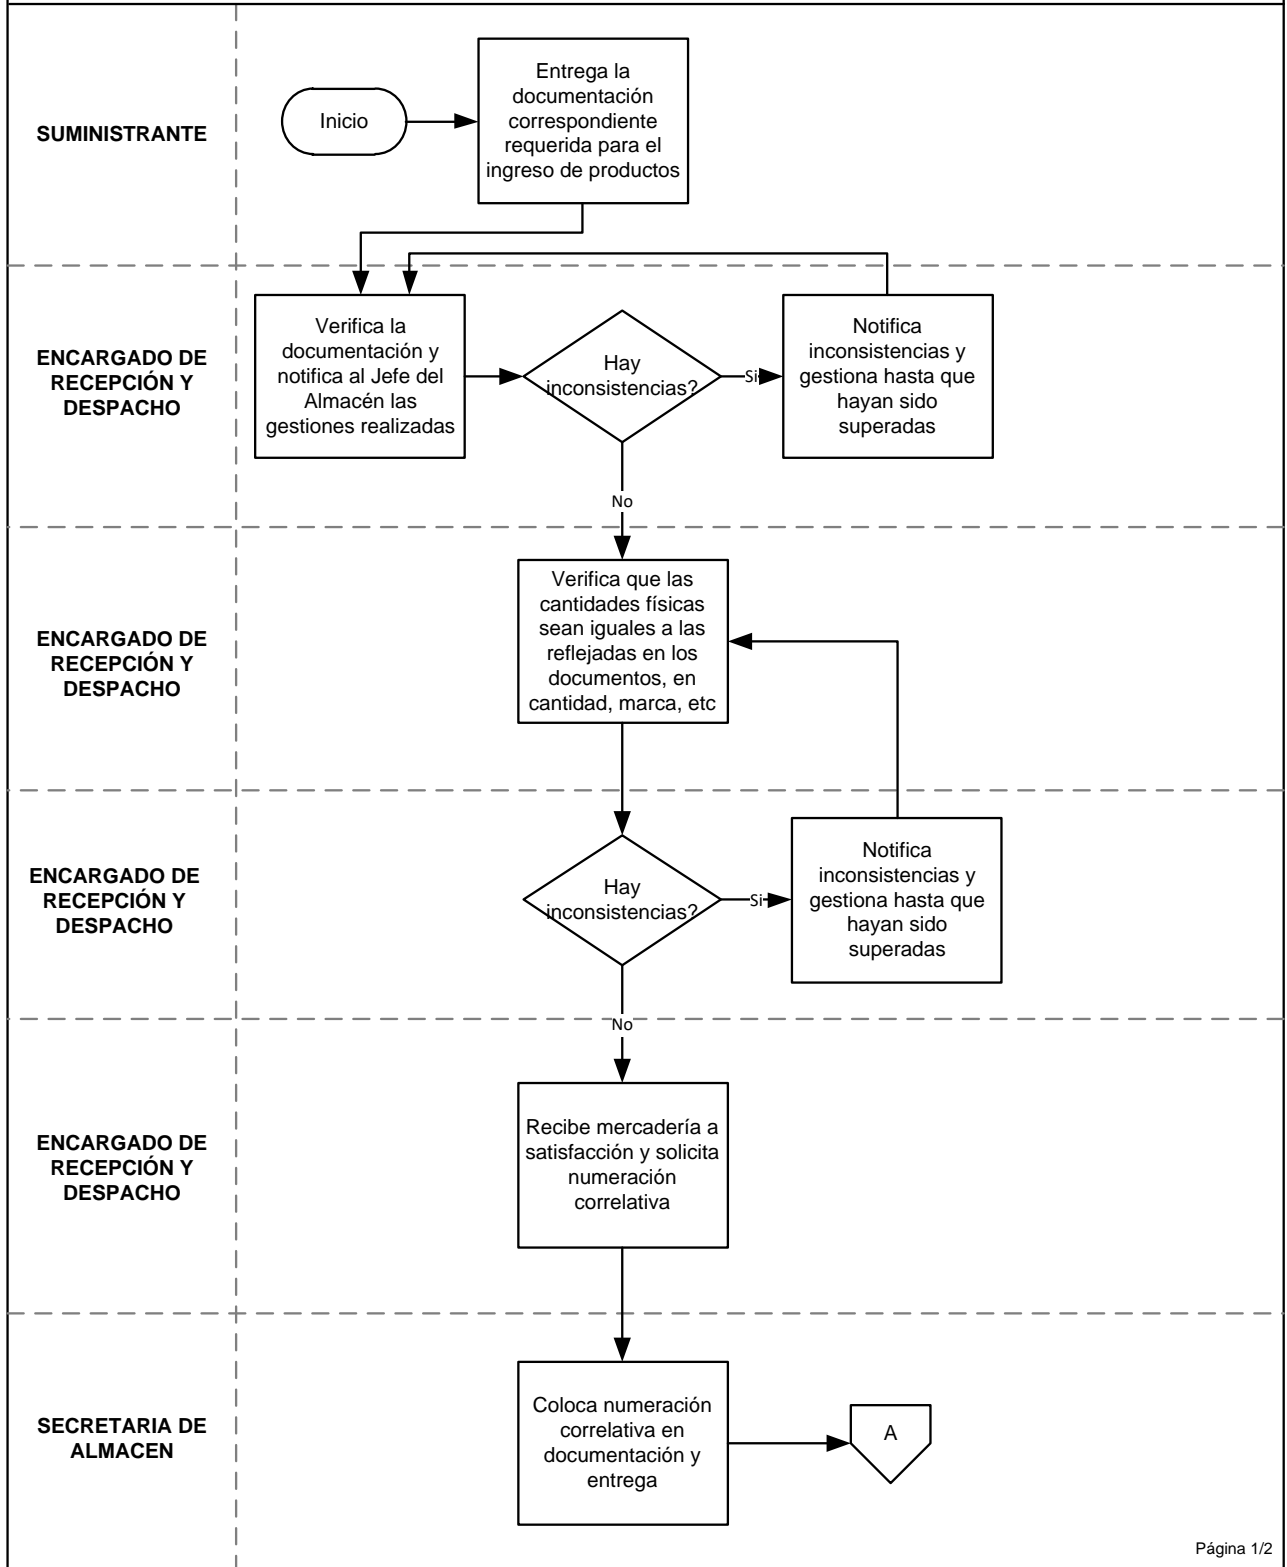 SUMINISTRANTE
Inicio
Entrega la
documentación
correspondiente
requerida para el
ingreso de productos
ENCARGADO DE
RECEPCIÓN Y
DESPACHO
Verifica la
documentación y
notifica al Jefe del
Almacén las
gestiones realizadas
Hay
inconsistencias?
Si
Notifica
inconsistencias y
gestiona hasta que
hayan sido
superadas
No
ENCARGADO DE
RECEPCIÓN Y
DESPACHO
Verifica que las
cantidades físicas
sean iguales a las
reflejadas en los
documentos, en
cantidad, marca, etc
ENCARGADO DE
RECEPCIÓN Y
DESPACHO
Hay
inconsistencias?
Si
Notifica
inconsistencias y
gestiona hasta que
hayan sido
superadas
No
ENCARGADO DE
RECEPCIÓN Y
DESPACHO
Recibe mercadería a
satisfacción y solicita
numeración
correlativa
SECRETARIA DE
ALMACEN
Coloca numeración
correlativa en
documentación y
entrega
A
Página 1/2